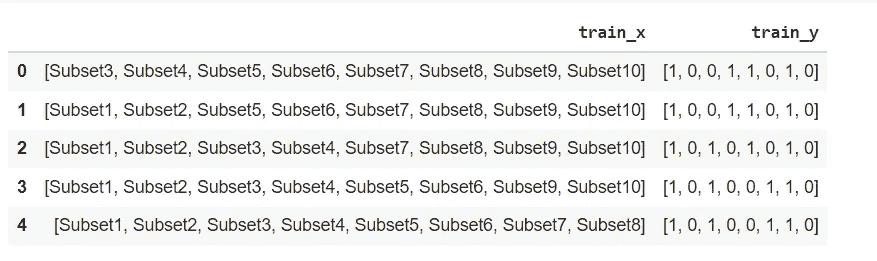 train_x train_y
0 [Subset3, Subset4, Subset5, Subset6, Subset7, Subset8, Subset9, Subset10] [1, 0, 0, 1, 1, 0, 1, 0]
1 [Subset1, Subset2, Subset5, Subset6, Subset7, Subset8, Subset9, Subset10] [1, 0, 0, 1, 1, 0, 1, 0]
2 [Subset1, Subset2, Subset3, Subset4, Subset7, Subset8, Subset9, Subset10] [1, 0, 1, 0, 1, 0, 1, 0]
3 [Subset1, Subset2, Subset3, Subset4, Subset5, Subset6, Subset9, Subset10] [1, 0, 1, 0, 0, 1, 1, 0]
4 [Subset1, Subset2, Subset3, Subset4, Subset5, Subset6, Subset7, Subset8] [1, 0, 1, 0, 0, 1, 1, 0]